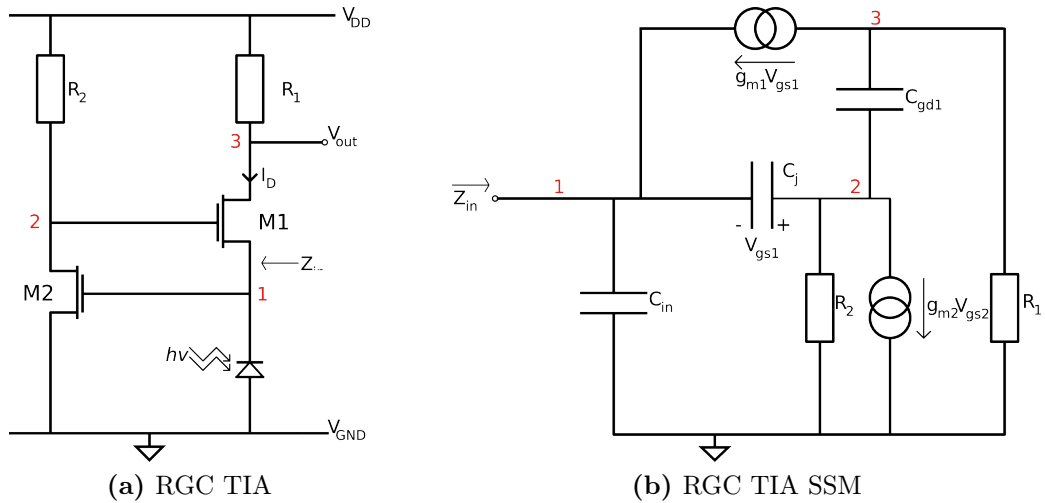 V_DD
R_2
R_1
3
V_out
I_D
2
M1
Z
M2
1
hv
V_GND
(a) RGC TIA
3
g_m1V_gs1
C_gd1
C_j
1
2
Z_in
- +
V_gs1
C_in
R_2
g_m2V_gs2
R_1
(b) RGC TIA SSM